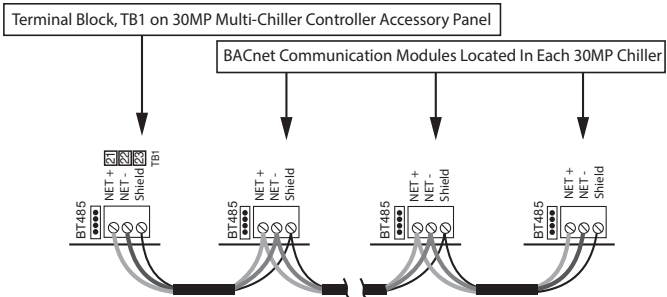 Terminal Block, TB1 on 30MP Multi-Chiller Controller Accessory Panel
BACnet Communication Modules Located In Each 30MP Chiller
21 22 23 TB1
NET + NET - Shield
BT485
NET + NET - Shield
BT485
NET + NET - Shield
BT485
NET + NET - Shield
BT485